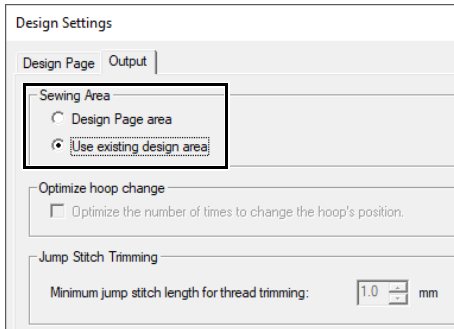 Design Settings
Design Page Output
Sewing Area
Design Page area
Use existing design area
Optimize hoop change
Optimize the number of times to change the hoop's position.
Jump Stitch Trimming
Minimum jump stitch length for thread trimming: 1.0 mm